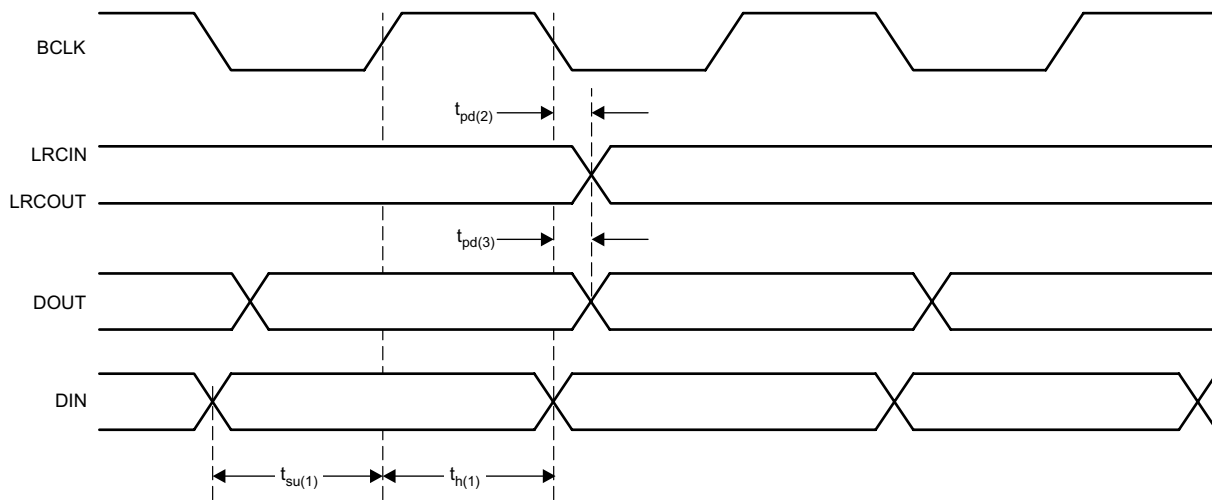 BCLK
tpd(2)
LRCIN
LRCOUT
tpd(3)
DOUT
DIN
tsu(1)
th(1)